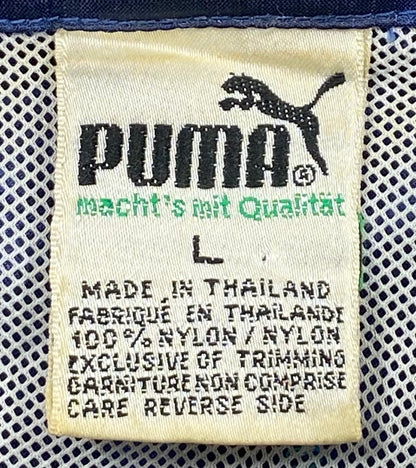 PUMA®
macht's mit Qualität
L
MADE IN THAILAND
FABRIQUÉ EN THAILANDE
100% NYLON/NYLON
EXCLUSIVE OF TRIMMING
GARNITURE NON COMPRISE
CARE REVERSE SIDE